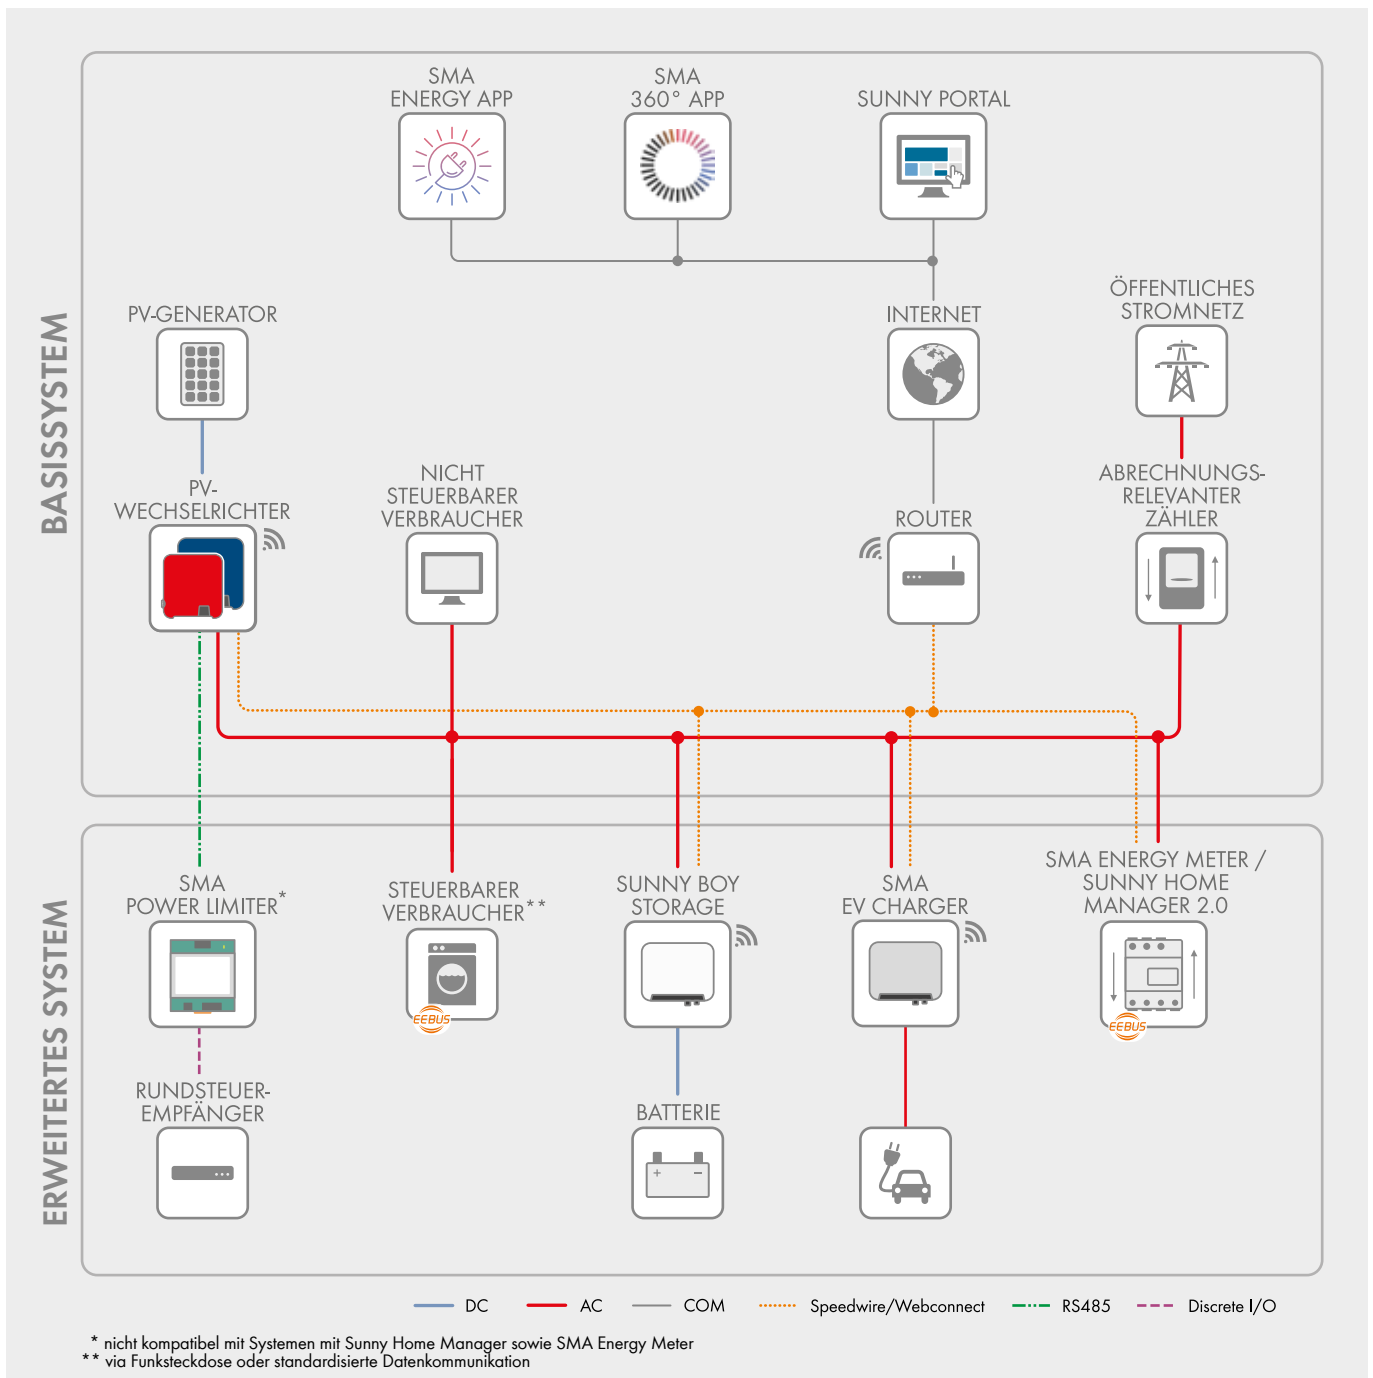 SMA
ENERGY APP
SMA
360° APP
SUNNY PORTAL
BASISSYSTEM
PV-GENERATOR
INTERNET
ÖFFENTLICHES
STROMNETZ
PV-
WECHSELRICHTER
NICHT
STEUERBARER
VERBRAUCHER
ROUTER
ABRECHNUNGS-
RELEVANTER
ZÄHLER
ERWEITERTES SYSTEM
SMA
POWER LIMITER*
STEUERBARER
VERBRAUCHER**
EEBUS
SUNNY BOY
STORAGE
SMA
EV CHARGER
SMA ENERGY METER /
SUNNY HOME
MANAGER 2.0
EEBUS
RUNDSTEUER-
EMPFÄNGER
BATTERIE
+ −
DC
AC
COM
Speedwire/Webconnect
RS485
Discrete I/O
* nicht kompatibel mit Systemen mit Sunny Home Manager sowie SMA Energy Meter
** via Funksteckdose oder standardisierte Datenkommunikation